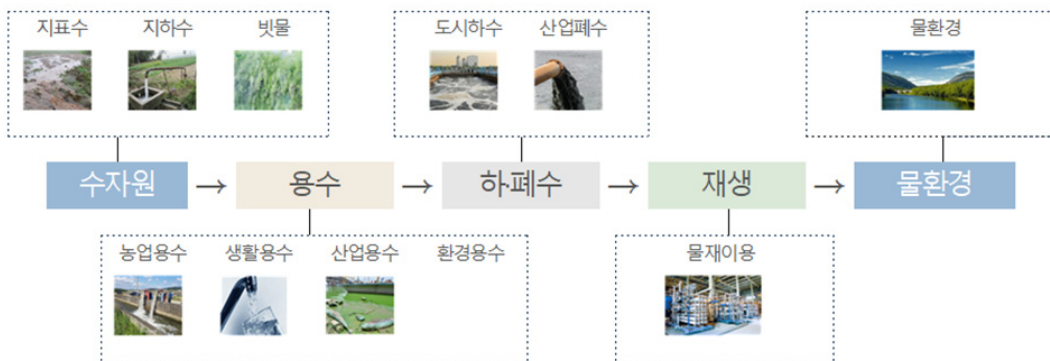 지표수 지하수 빗물
도시하수 산업폐수
물환경
수자원 → 용수 → 하·폐수 → 재생 → 물환경
농업용수 생활용수 산업용수 환경용수
물재이용